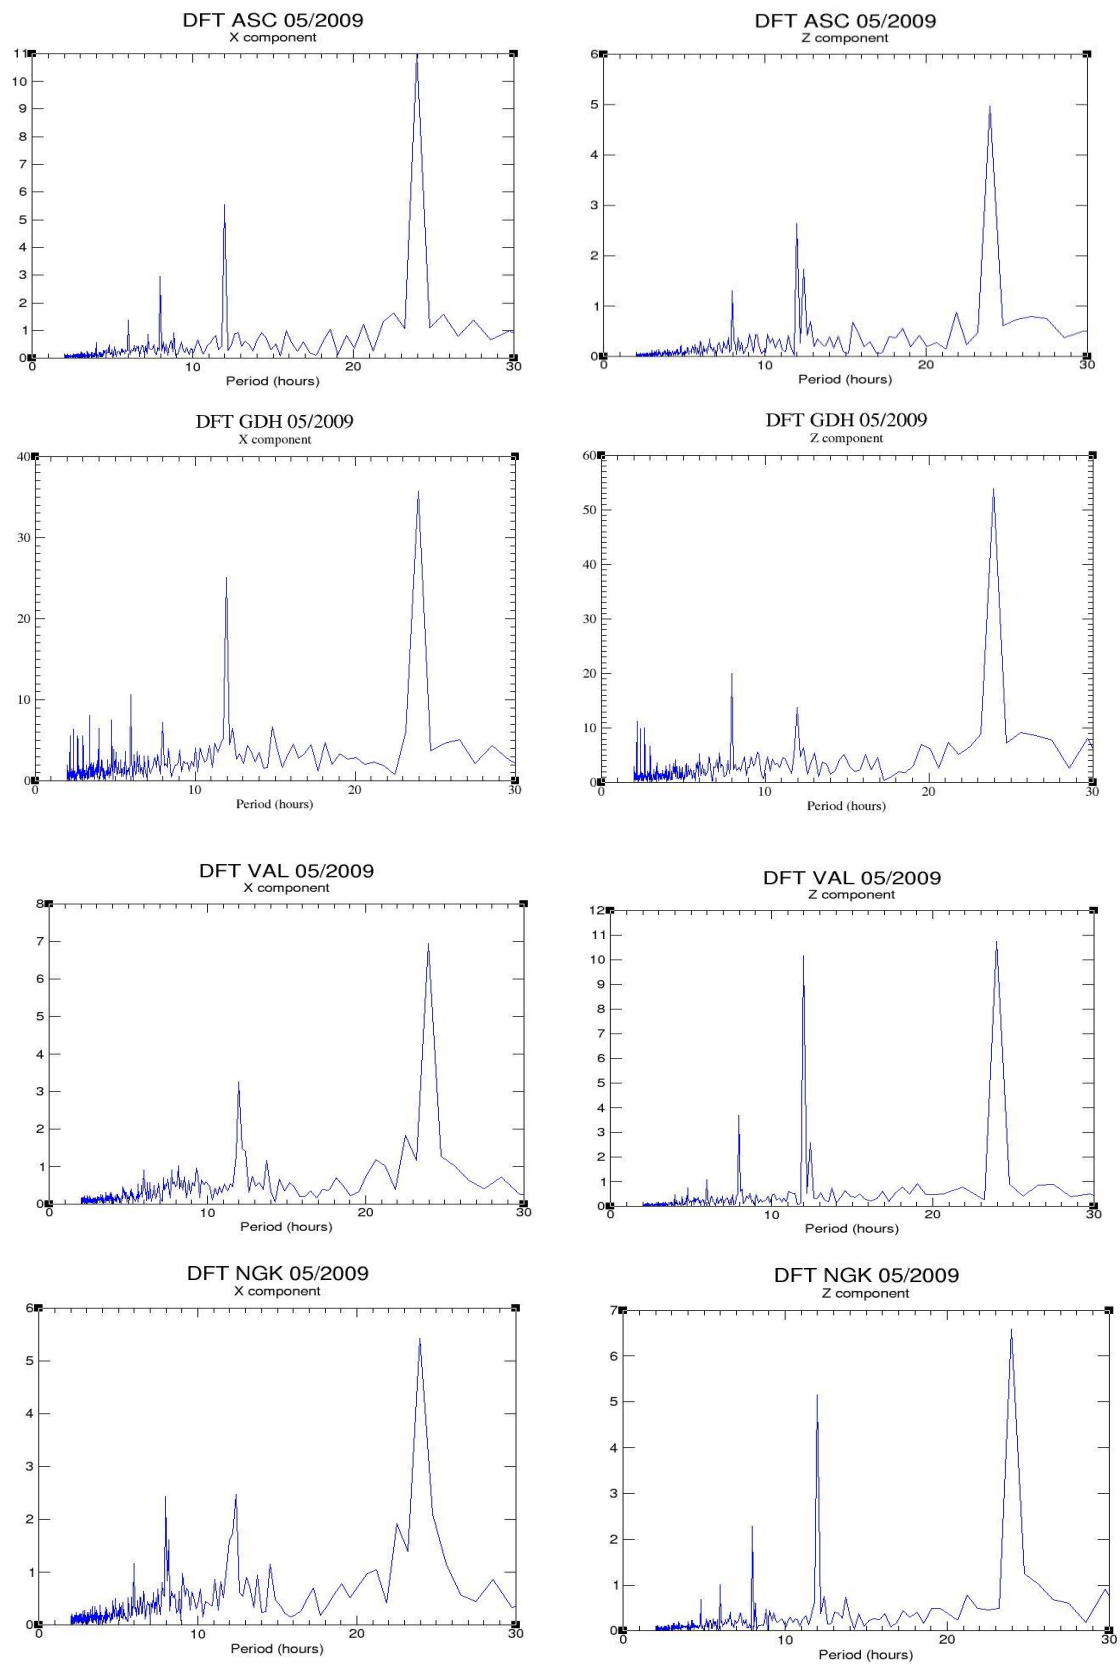 DFT ASC 05/2009
X component
11
10
9
8
7
6
5
4
3
2
1
0
0 10 20 30
Period (hours)
DFT ASC 05/2009
Z component
6
5
4
3
2
1
0
0 10 20 30
Period (hours)
DFT GDH 05/2009
X component
40
30
20
10
0
0 10 20 30
Period (hours)
DFT GDH 05/2009
Z component
60
50
40
30
20
10
0
0 10 20 30
Period (hours)
DFT VAL 05/2009
X component
8
7
6
5
4
3
2
1
0
0 10 20 30
Period (hours)
DFT VAL 05/2009
Z component
12
11
10
9
8
7
6
5
4
3
2
1
0
0 10 20 30
Period (hours)
DFT NGK 05/2009
X component
6
5
4
3
2
1
0
0 10 20 30
Period (hours)
DFT NGK 05/2009
Z component
7
6
5
4
3
2
1
0
0 10 20 30
Period (hours)